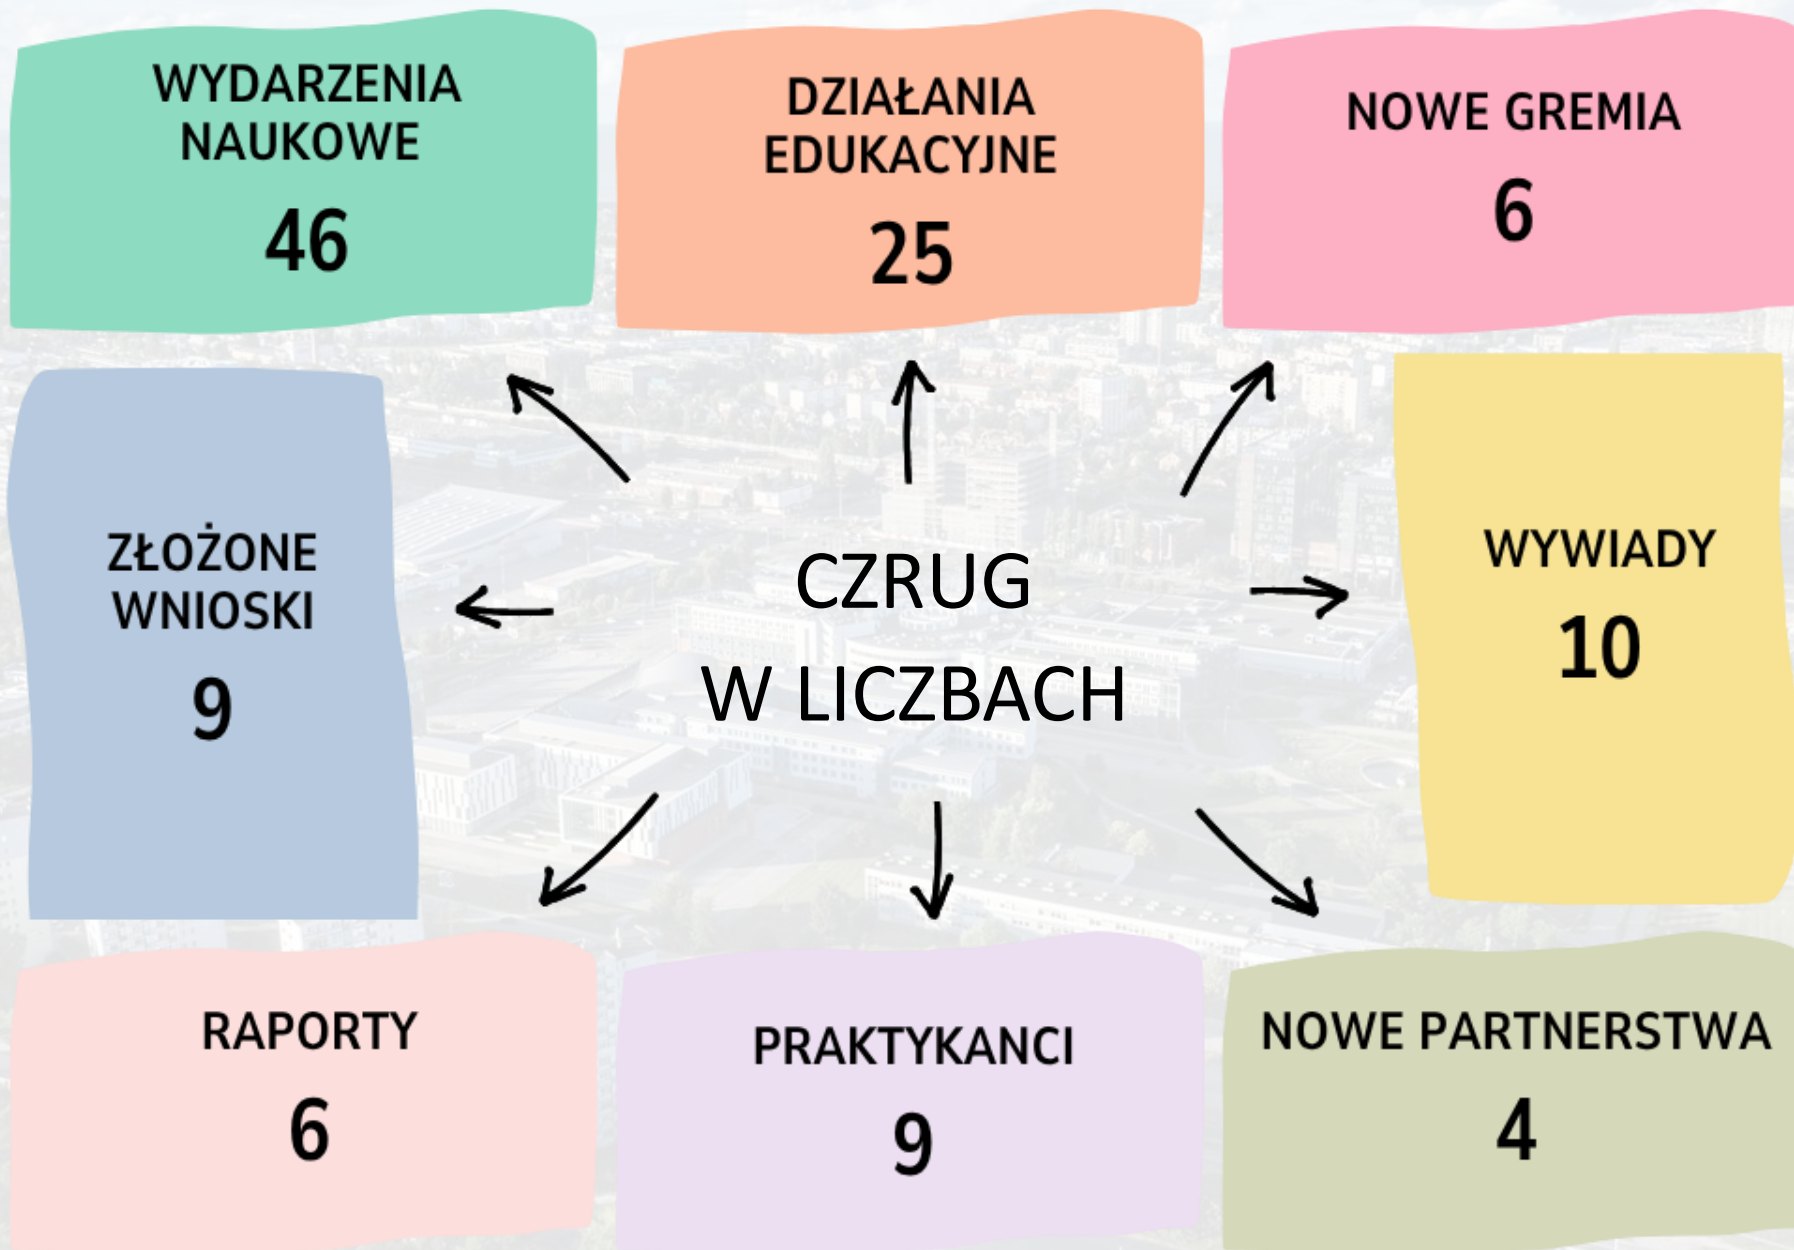 WYDARZENIA
NAUKOWE
46
DZIAŁANIA
EDUKACYJNE
25
NOWE GREMIA
6
ZŁOŻONE
WNIOSKI
9
CZRUG
W LICZBACH
WYWIADY
10
RAPORTY
6
PRAKTYKANCI
9
NOWE PARTNERSTWA
4